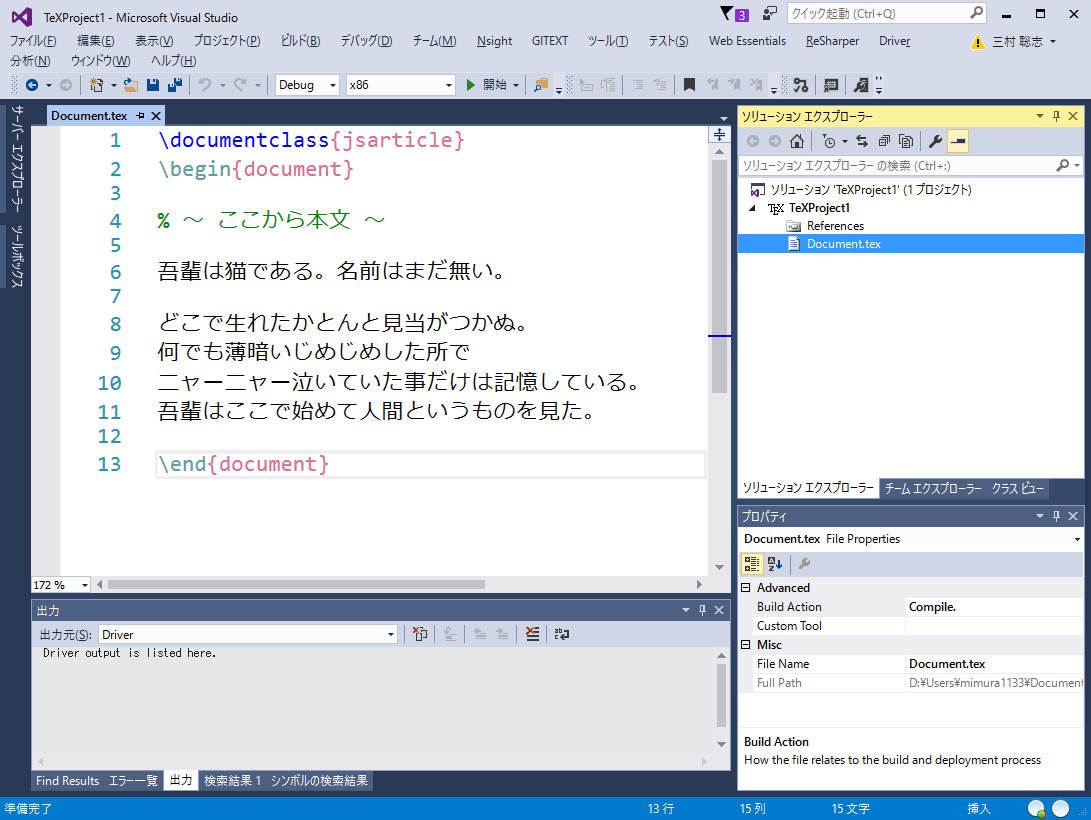 TeXProject1 - Microsoft Visual Studio
3
クイック起動 (Ctrl+Q)
ファイル(F) 編集(E) 表示(V) プロジェクト(P) ビルド(B) デバッグ(D) チーム(M) Nsight GITEXT ツール(T) テスト(S) Web Essentials ReSharper Driver
三村 聡志
分析(N) ウィンドウ(W) ヘルプ(H)
Debug x86 開始
サーバー エクスプローラー
ツールボックス
Document.tex
1 \documentclass{jsarticle}
2 \begin{document}
3
4 % ～ ここから本文 ～
5
6 吾輩は猫である。名前はまだ無い。
7
8 どこで生れたかとんと見当がつかぬ。
9 何でも薄暗いじめじめした所で
10 ニャーニャー泣いていた事だけは記憶している。
11 吾輩はここで始めて人間というものを見た。
12
13 \end{document}
172 %
出力
出力元(S): Driver
Driver output is listed here.
Find Results エラー一覧 出力 検索結果 1 シンボルの検索結果
ソリューション エクスプローラー
ソリューション エクスプローラー の検索 (Ctrl+:)
ソリューション 'TeXProject1' (1 プロジェクト)
TeXProject1
References
Document.tex
ソリューション エクスプローラー チーム エクスプローラー クラス ビュー
プロパティ
Document.tex File Properties
Advanced
Build Action Compile.
Custom Tool
Misc
File Name Document.tex
Full Path D:¥Users¥mimura1133¥Document
Build Action
How the file relates to the build and deployment process
準備完了 13 行 15 列 15 文字 挿入